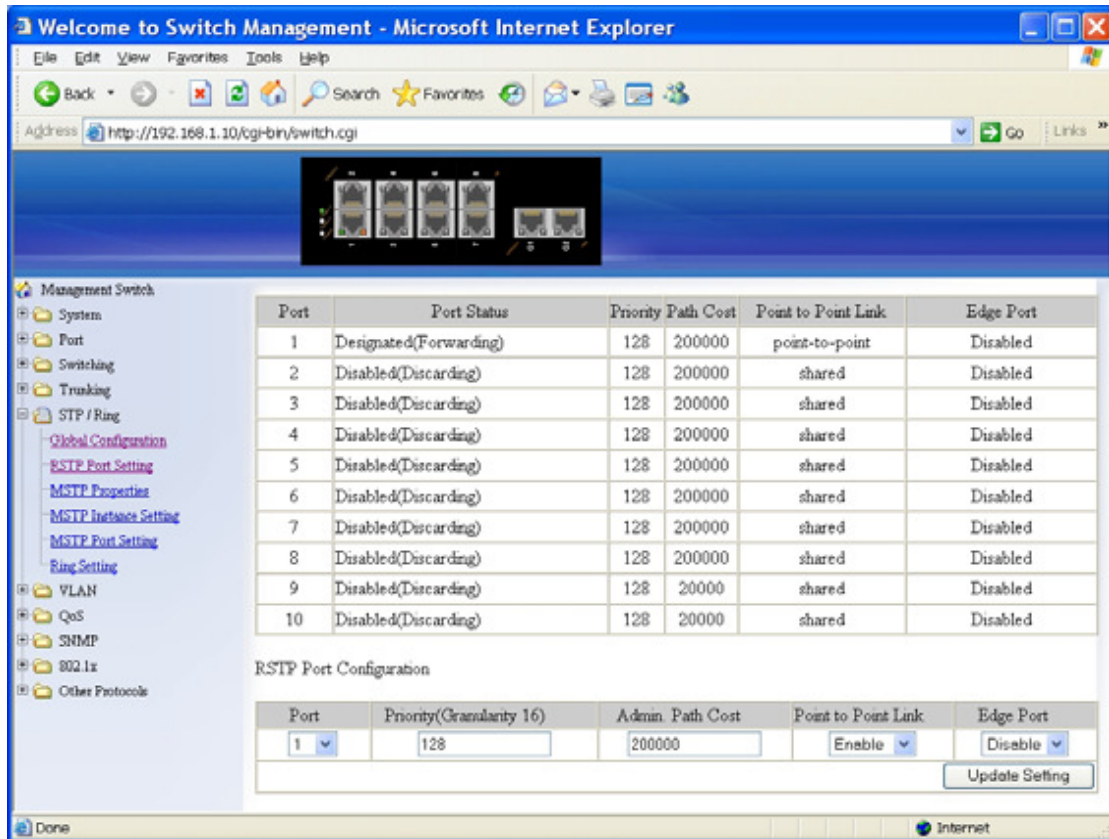 Welcome to Switch Management - Microsoft Internet Explorer
File Edit View Favorites Tools Help
Back Search Favorites
Address http://192.168.1.10/cgi-bin/switch.cgi Go Links »
Management Switch
System
Port
Switching
Trunking
STP / Ring
Global Configuration
RSTP Port Setting
MSTP Properties
MSTP Instance Setting
MSTP Port Setting
Ring Setting
VLAN
QoS
SNMP
802.1x
Other Protocols
Port Port Status Priority Path Cost Point to Point Link Edge Port
1 Designated(Forwarding) 128 200000 point-to-point Disabled
2 Disabled(Discarding) 128 200000 shared Disabled
3 Disabled(Discarding) 128 200000 shared Disabled
4 Disabled(Discarding) 128 200000 shared Disabled
5 Disabled(Discarding) 128 200000 shared Disabled
6 Disabled(Discarding) 128 200000 shared Disabled
7 Disabled(Discarding) 128 200000 shared Disabled
8 Disabled(Discarding) 128 200000 shared Disabled
9 Disabled(Discarding) 128 20000 shared Disabled
10 Disabled(Discarding) 128 20000 shared Disabled
RSTP Port Configuration
Port Priority(Granularity 16) Admin. Path Cost Point to Point Link Edge Port
1 128 200000 Enable Disable
Update Setting
Done Internet